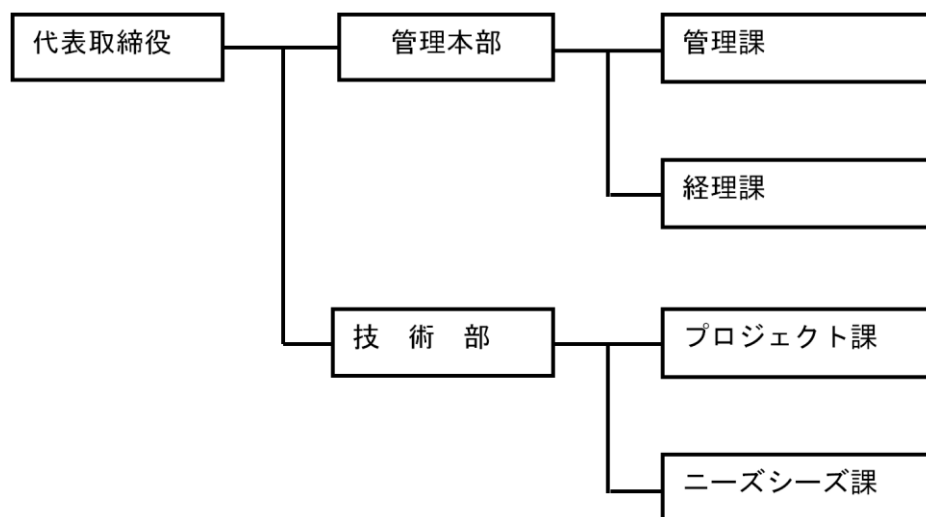 代表取締役
管理本部
管理課
経理課
技　術　部
プロジェクト課
ニーズシーズ課